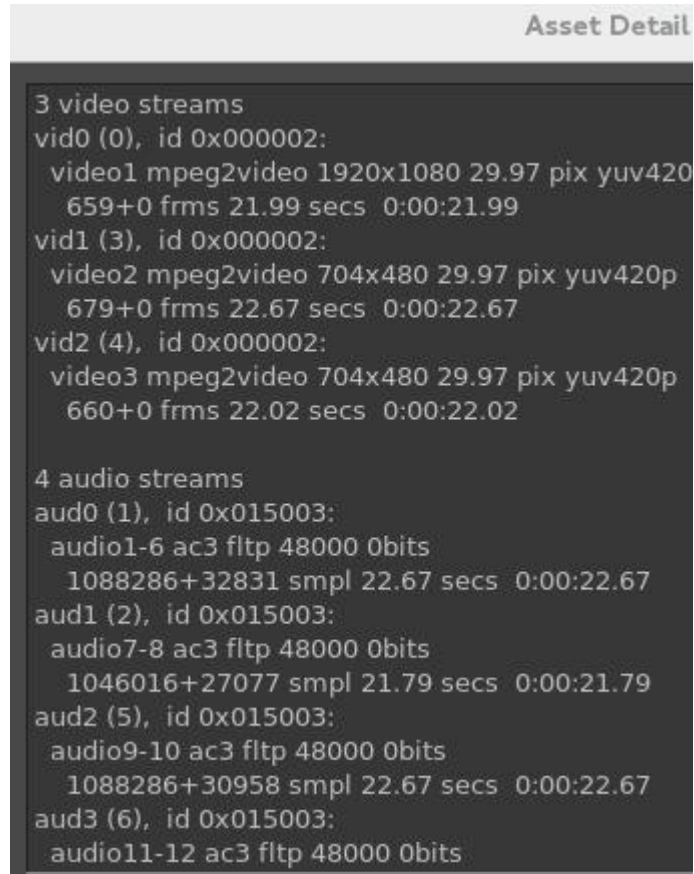 Asset Detail
3 video streams
vid0 (0),  id 0x000002:
video1 mpeg2video 1920x1080 29.97 pix yuv420
659+0 frms 21.99 secs  0:00:21.99
vid1 (3),  id 0x000002:
video2 mpeg2video 704x480 29.97 pix yuv420p
679+0 frms 22.67 secs  0:00:22.67
vid2 (4),  id 0x000002:
video3 mpeg2video 704x480 29.97 pix yuv420p
660+0 frms 22.02 secs  0:00:22.02
4 audio streams
aud0 (1),  id 0x015003:
audio1-6 ac3 fltp 48000 0bits
1088286+32831 smpl 22.67 secs  0:00:22.67
aud1 (2),  id 0x015003:
audio7-8 ac3 fltp 48000 0bits
1046016+27077 smpl 21.79 secs  0:00:21.79
aud2 (5),  id 0x015003:
audio9-10 ac3 fltp 48000 0bits
1088286+30958 smpl 22.67 secs  0:00:22.67
aud3 (6),  id 0x015003:
audio11-12 ac3 fltp 48000 0bits